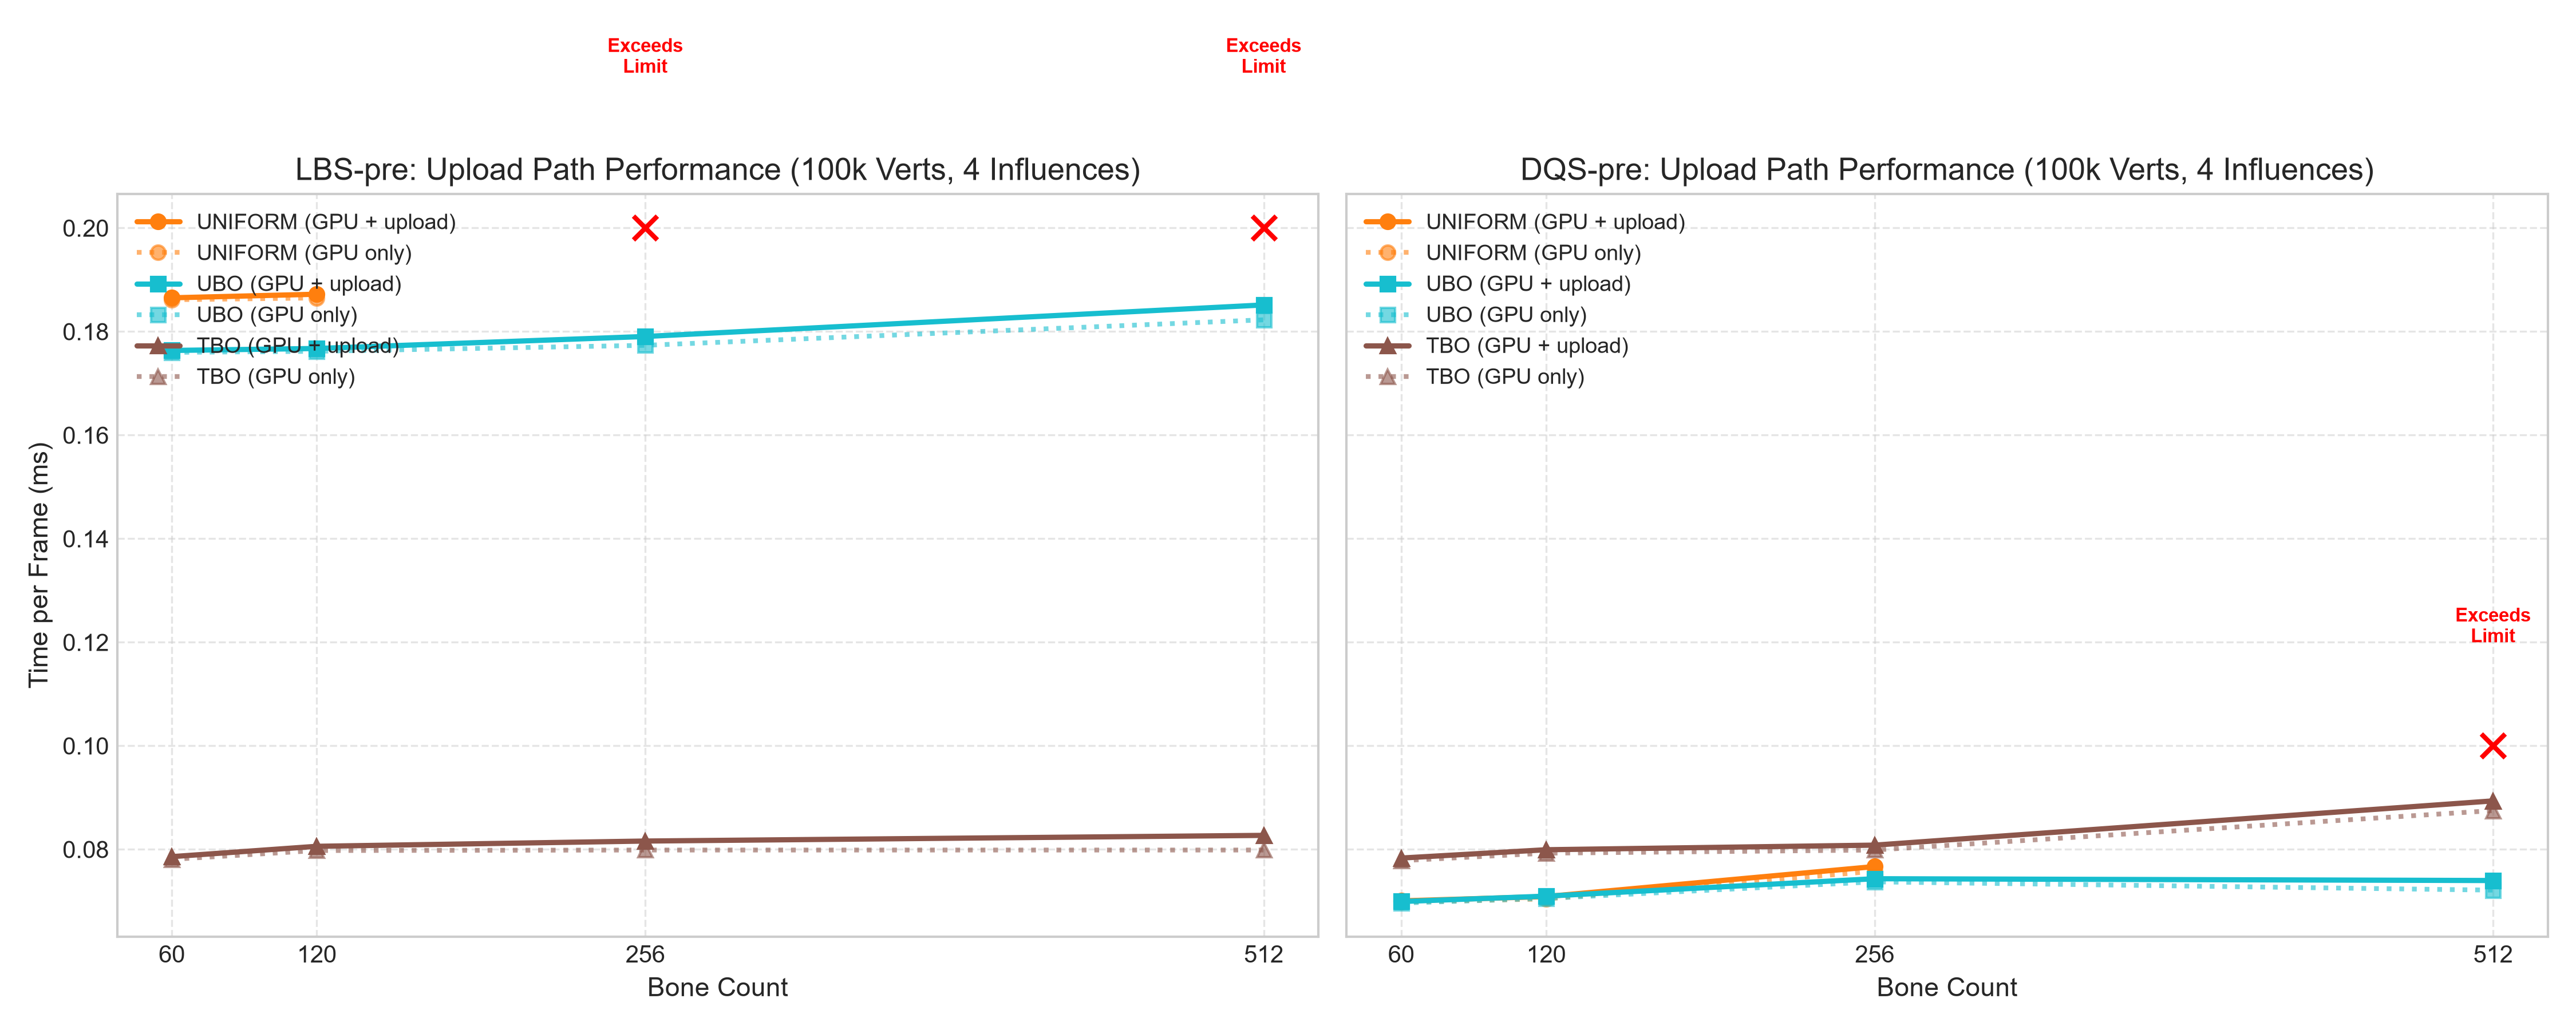 Exceeds
Limit
Exceeds
Limit
LBS-pre: Upload Path Performance (100k Verts, 4 Influences)
UNIFORM (GPU + upload)
UNIFORM (GPU only)
UBO (GPU + upload)
UBO (GPU only)
TBO (GPU + upload)
TBO (GPU only)
Time per Frame (ms)
0.20
0.18
0.16
0.14
0.12
0.10
0.08
60
120
256
512
Bone Count
DQS-pre: Upload Path Performance (100k Verts, 4 Influences)
UNIFORM (GPU + upload)
UNIFORM (GPU only)
UBO (GPU + upload)
UBO (GPU only)
TBO (GPU + upload)
TBO (GPU only)
Exceeds
Limit
60
120
256
512
Bone Count